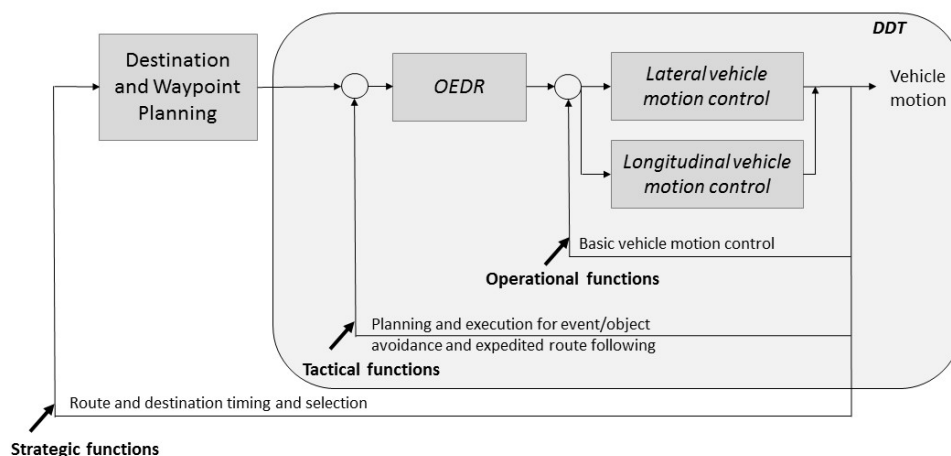 DDT
Destination
and Waypoint
Planning
OEDR
Lateral vehicle
motion control
Vehicle
motion
Longitudinal vehicle
motion control
Basic vehicle motion control
Operational functions
Planning and execution for event/object
avoidance and expedited route following
Tactical functions
Route and destination timing and selection
Strategic functions